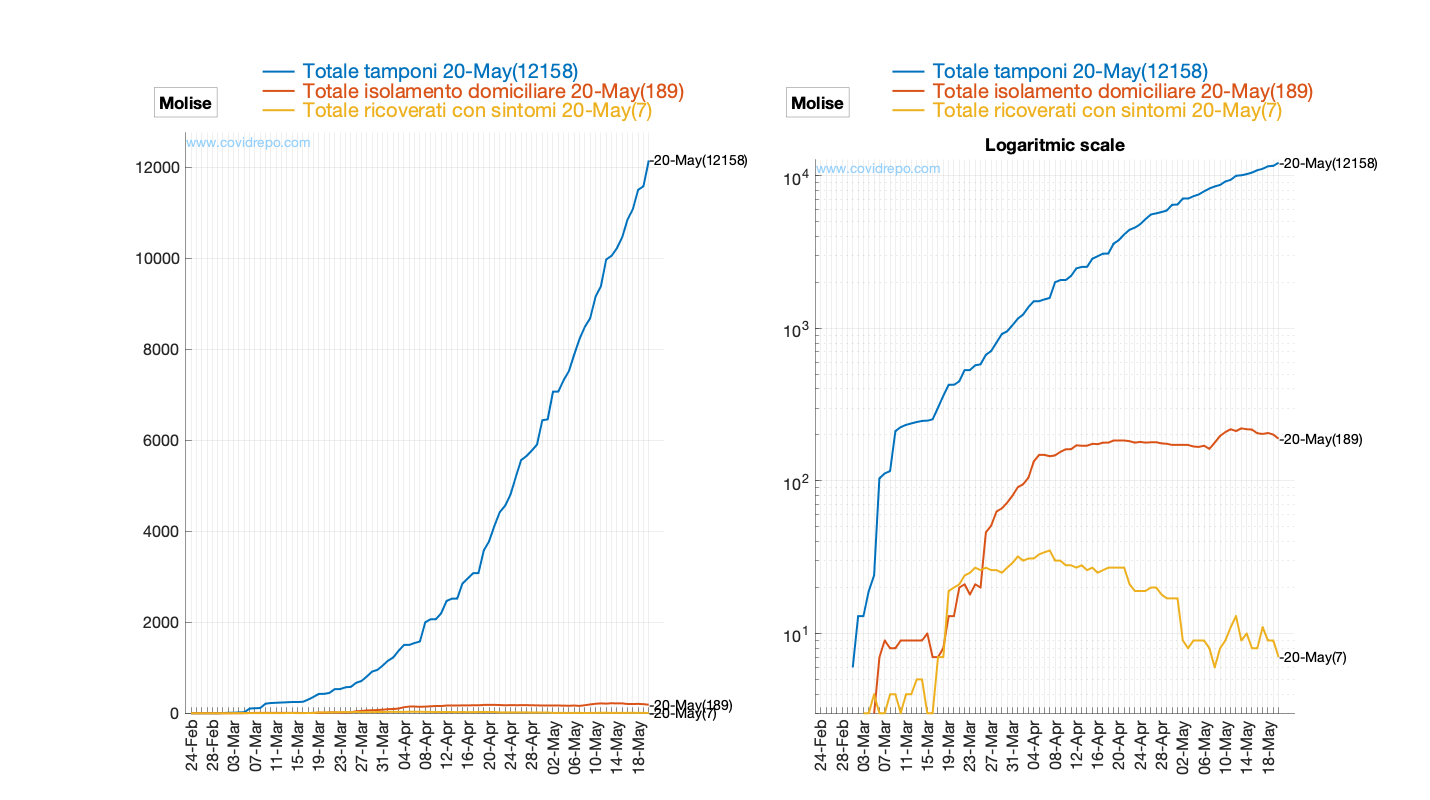 Totale tamponi 20-May(12158)
Totale isolamento domiciliare 20-May(189)
Totale ricoverati con sintomi 20-May(7)
Molise
www.covidrepo.com
12000
10000
8000
6000
4000
2000
0
20-May(12158)
20-May(189)
20-May(7)
24-Feb
28-Feb
03-Mar
07-Mar
11-Mar
15-Mar
19-Mar
23-Mar
27-Mar
31-Mar
04-Apr
08-Apr
12-Apr
16-Apr
20-Apr
24-Apr
28-Apr
02-May
06-May
10-May
14-May
18-May
Totale tamponi 20-May(12158)
Totale isolamento domiciliare 20-May(189)
Totale ricoverati con sintomi 20-May(7)
Molise
Logaritmic scale
www.covidrepo.com
10^4
10^3
10^2
10^1
20-May(12158)
20-May(189)
20-May(7)
24-Feb
28-Feb
03-Mar
07-Mar
11-Mar
15-Mar
19-Mar
23-Mar
27-Mar
31-Mar
04-Apr
08-Apr
12-Apr
16-Apr
20-Apr
24-Apr
28-Apr
02-May
06-May
10-May
14-May
18-May